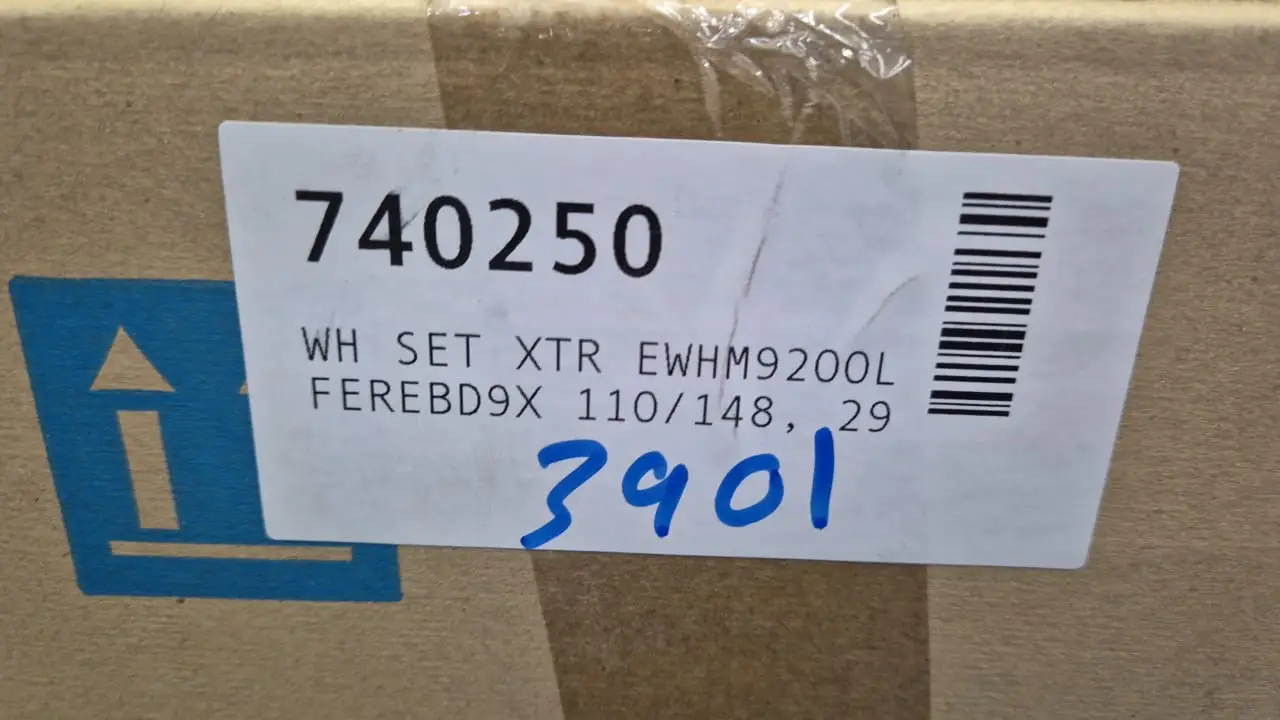 740250
WH SET XTR EWHM9200L
FEREBD9X 110/148, 29
3901